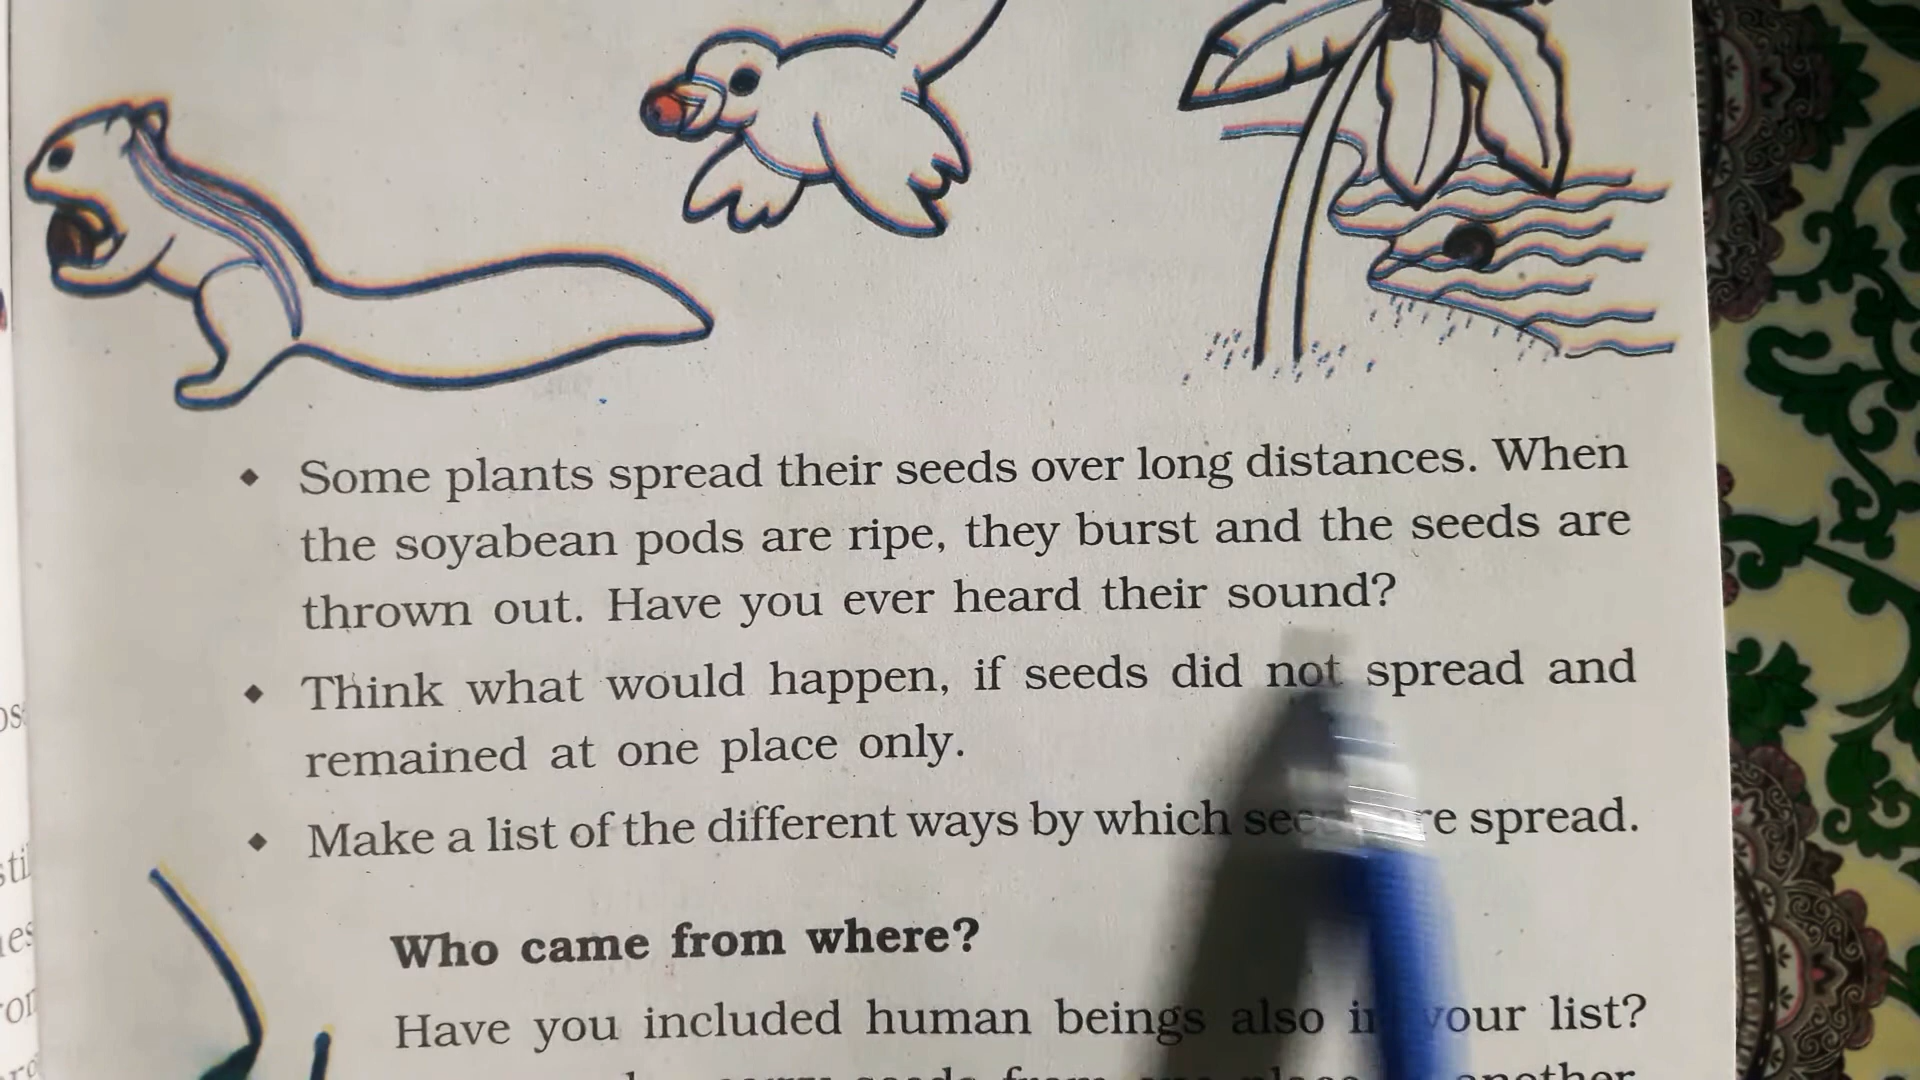 Some plants spread their seeds over long distances. When
the soyabean pods are ripe, they burst and the seeds are
thrown out. Have you ever heard their sound?
Think what would happen, if seeds did not spread and
remained at one place only.
Make a list of the different ways by which spread.
Who came from where?
Have you included human beings also your list?